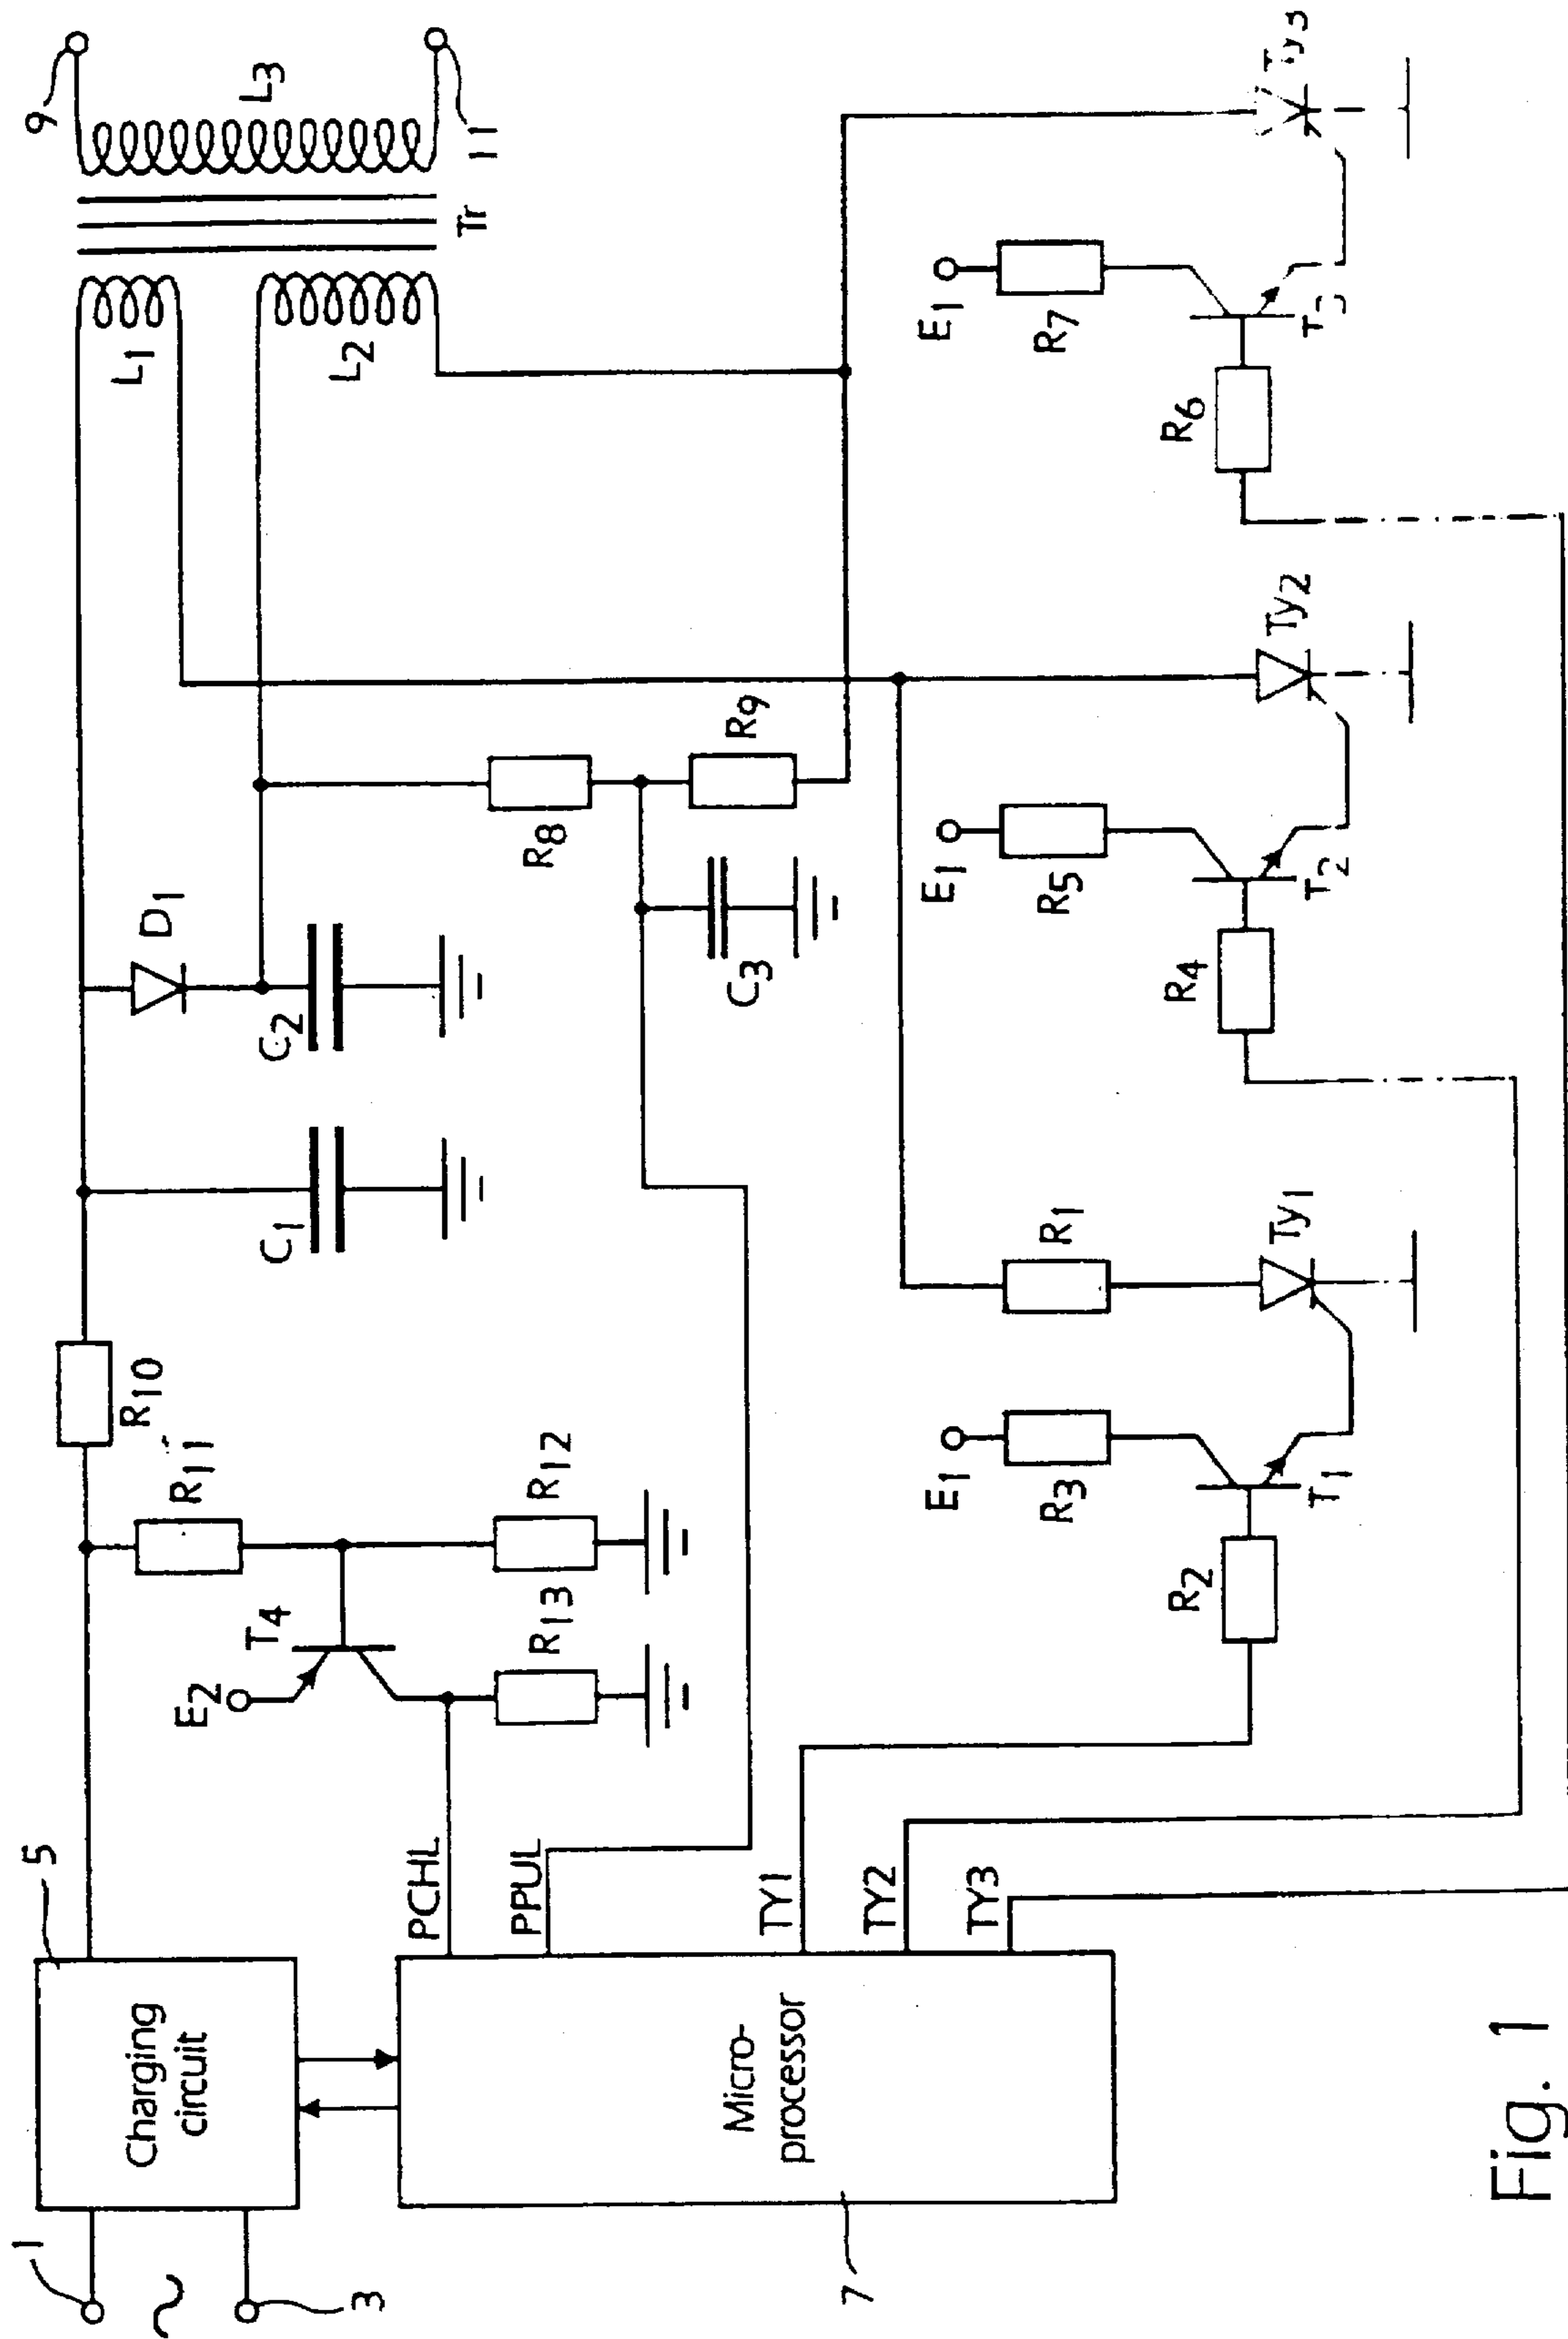 1
3
5
Charging
circuit
7
Micro-
processor
PCHL
PPUL
TY1
TY2
TY3
E2
T4
R11
R12
R13
R10
C1
C2
D1
C3
R8
R9
L1
L2
Tr
L3
9
11
R2
E1
R3
T1
R1
Ty1
R4
E1
R5
T2
Ty2
R6
E1
R7
T3
Ty3
Fig. 1